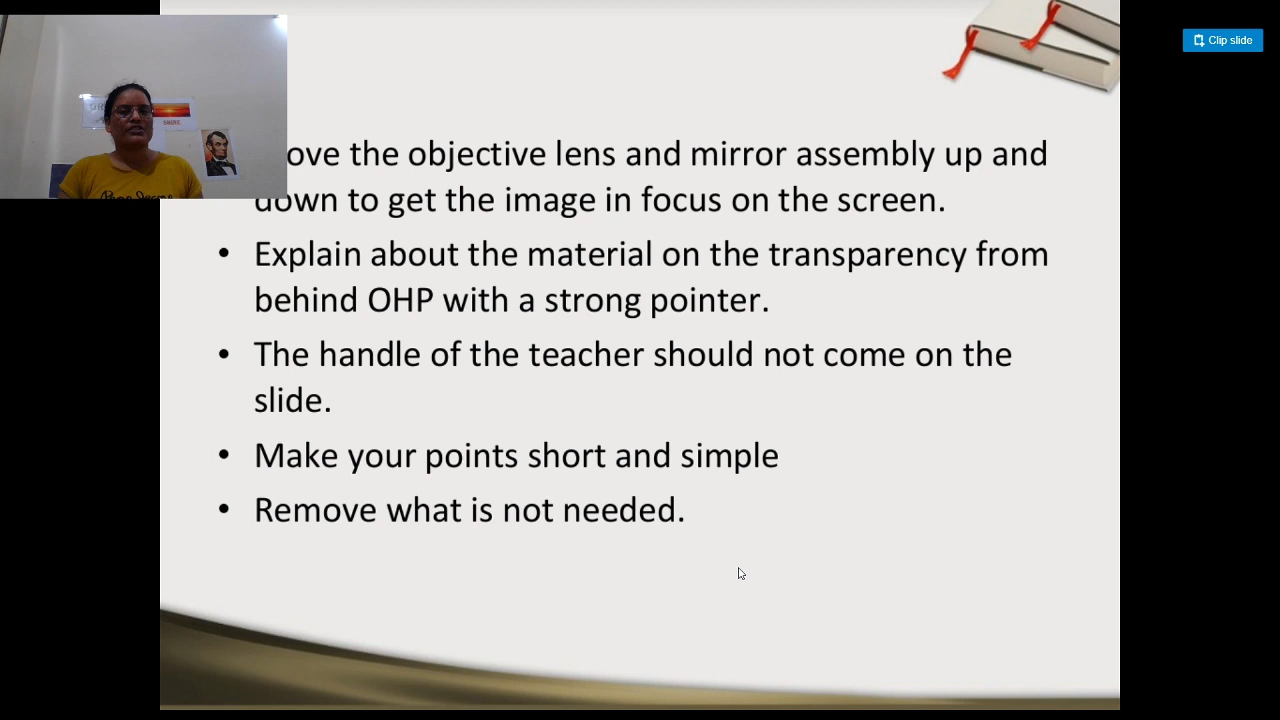 Clip slide
the objective lens and mirror assembly up and
down to get the image in focus on the screen.
• Explain about the material on the transparency from
behind OHP with a strong pointer.
• The handle of the teacher should not come on the
slide.
• Make your points short and simple
• Remove what is not needed.